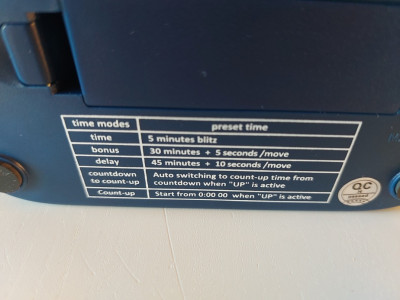 time modes preset time
time 5 minutes blitz
bonus 30 minutes + 5 seconds /move
delay 45 minutes + 10 seconds /move
countdown Auto switching to count-up time from
to count-up countdown when "UP" is active
Count-up Start from 0:00 00 when "UP" is active
QC